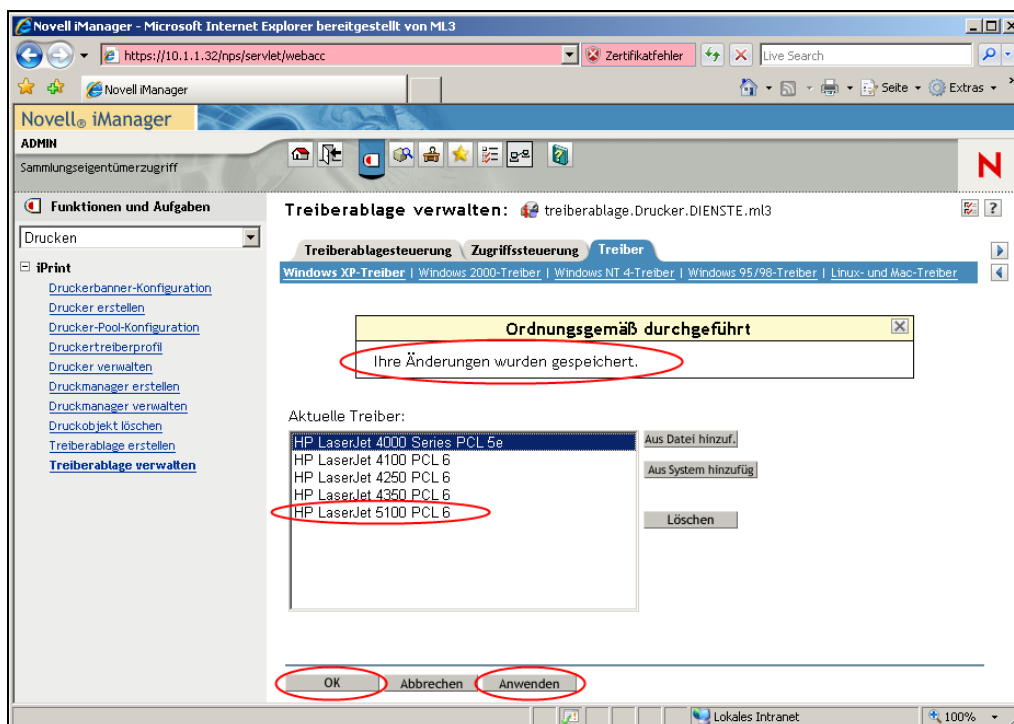 Novell iManager - Microsoft Internet Explorer bereitgestellt von ML3
https://10.1.1.32/nps/servlet/webacc
Zertifikatfehler
Live Search
Novell iManager
Seite
Extras
Novell® iManager
ADMIN
Sammlungseigentümerzugriff
N
Funktionen und Aufgaben
Drucken
iPrint
Druckerbanner-Konfiguration
Drucker erstellen
Drucker-Pool-Konfiguration
Druckertreiberprofil
Drucker verwalten
Druckmanager erstellen
Druckmanager verwalten
Druckobjekt löschen
Treiberablage erstellen
Treiberablage verwalten
Treiberablage verwalten: treiberablage.Drucker.DIENSTE.ml3
?
Treiberablagesteuerung Zugriffssteuerung Treiber
Windows XP-Treiber | Windows 2000-Treiber | Windows NT 4-Treiber | Windows 95/98-Treiber | Linux- und Mac-Treiber
Ordnungsgemäß durchgeführt
Ihre Änderungen wurden gespeichert.
Aktuelle Treiber:
HP LaserJet 4000 Series PCL 5e
HP LaserJet 4100 PCL 6
HP LaserJet 4250 PCL 6
HP LaserJet 4350 PCL 6
HP LaserJet 5100 PCL 6
Aus Datei hinzuf.
Aus System hinzufüg
Löschen
OK Abbrechen Anwenden
Lokales Intranet
100%